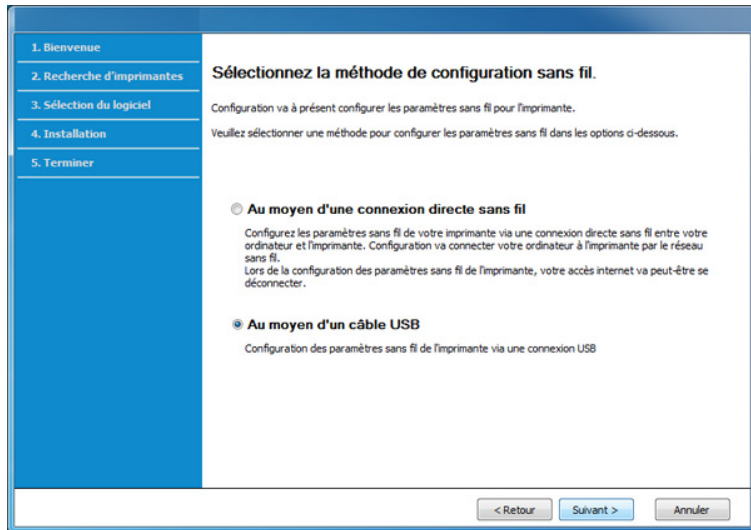 1. Bienvenue
2. Recherche d'imprimantes
3. Sélection du logiciel
4. Installation
5. Terminer
Sélectionnez la méthode de configuration sans fil.
Configuration va à présent configurer les paramètres sans fil pour l'imprimante.
Veuillez sélectionner une méthode pour configurer les paramètres sans fil dans les options ci-dessous.
Au moyen d'une connexion directe sans fil
Configurez les paramètres sans fil de votre imprimante via une connexion directe sans fil entre votre
ordinateur et l'imprimante. Configuration va connecter votre ordinateur à l'imprimante par le réseau
sans fil.
Lors de la configuration des paramètres sans fil de l'imprimante, votre accès internet va peut-être se
déconnecter.
Au moyen d'un câble USB
Configuration des paramètres sans fil de l'imprimante via une connexion USB
< Retour
Suivant >
Annuler